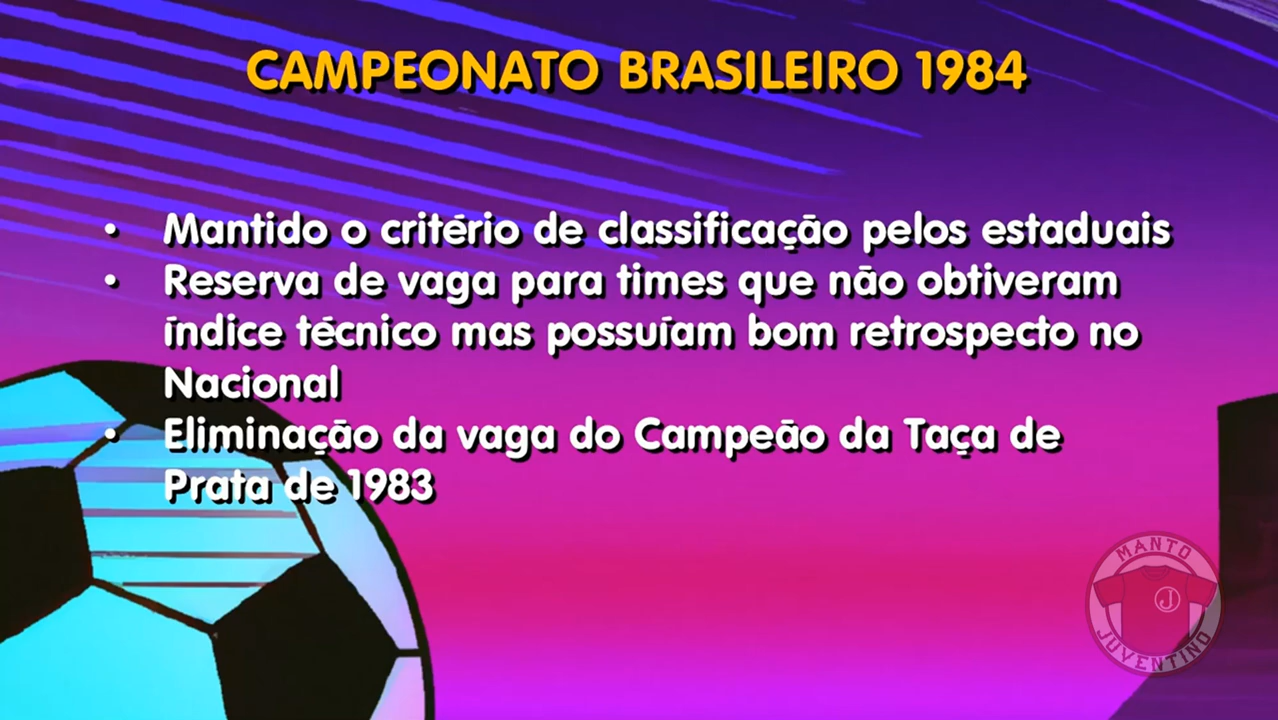 CAMPEONATO BRASILEIRO 1984
• Mantido o critério de classificação pelos estaduais
• Reserva de vaga para times que não obtiveram
índice técnico mas possuíam bom retrospecto no
Nacional
• Eliminação da vaga do Campeão da Taça de
Prata de 1983
MANTO
J
JUVENTINO